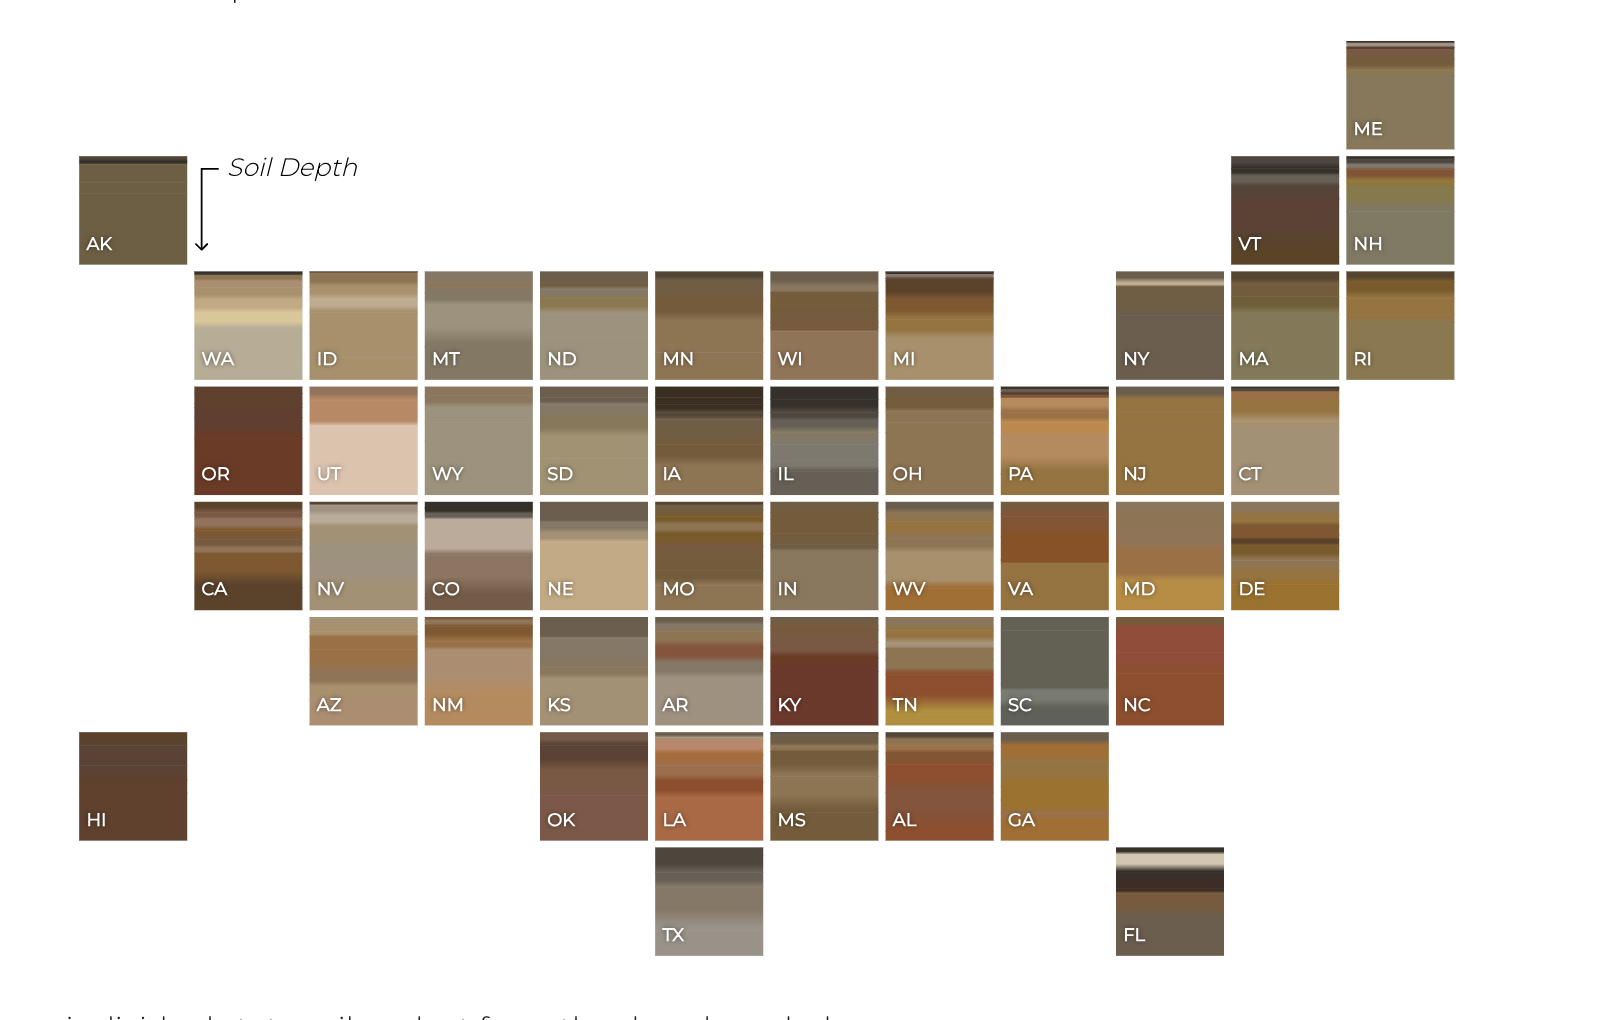 ME
Soil Depth
AK VT NH
WA ID MT ND MN WI MI NY MA RI
OR UT WY SD IA IL OH PA NJ CT
CA NV CO NE MO IN WV VA MD DE
AZ NM KS AR KY TN SC NC
HI OK LA MS AL GA
TX FL